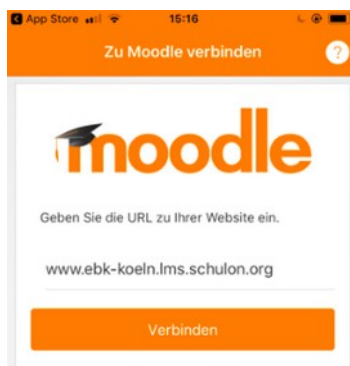 App Store 15:16
Zu Moodle verbinden ?
moodle
Geben Sie die URL zu Ihrer Website ein.
www.ebk-koeln.lms.schulon.org
Verbinden